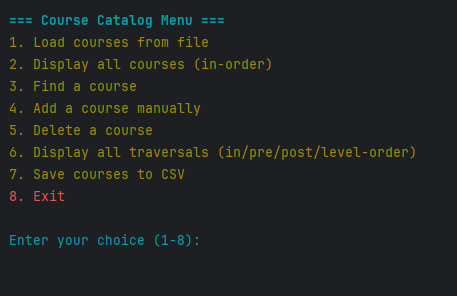 === Course Catalog Menu ===
1. Load courses from file
2. Display all courses (in-order)
3. Find a course
4. Add a course manually
5. Delete a course
6. Display all traversals (in/pre/post/level-order)
7. Save courses to CSV
8. Exit
Enter your choice (1-8):